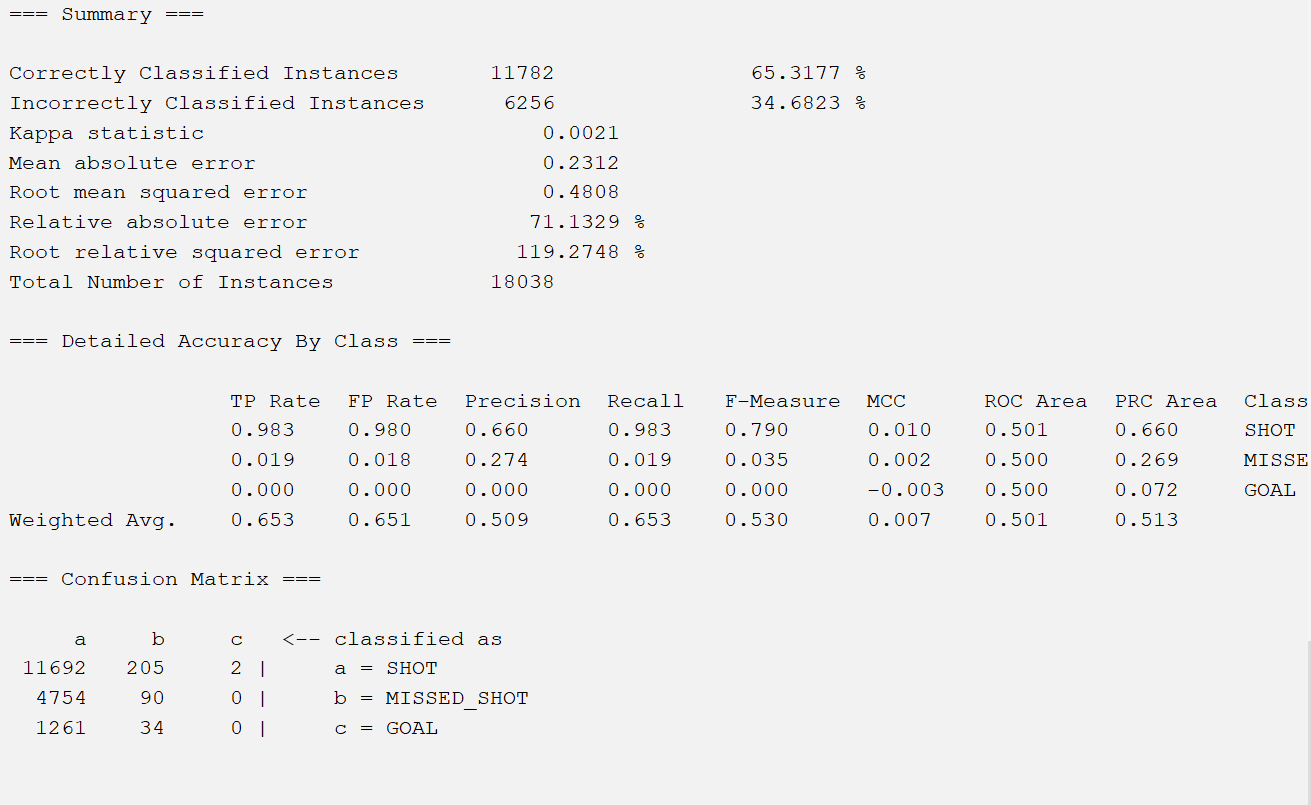 === Summary ===
Correctly Classified Instances 11782 65.3177 %
Incorrectly Classified Instances 6256 34.6823 %
Kappa statistic 0.0021
Mean absolute error 0.2312
Root mean squared error 0.4808
Relative absolute error 71.1329 %
Root relative squared error 119.2748 %
Total Number of Instances 18038
=== Detailed Accuracy By Class ===
TP Rate FP Rate Precision Recall F-Measure MCC ROC Area PRC Area Class
0.983 0.980 0.660 0.983 0.790 0.010 0.501 0.660 SHOT
0.019 0.018 0.274 0.019 0.035 0.002 0.500 0.269 MISSE
0.000 0.000 0.000 0.000 0.000 -0.003 0.500 0.072 GOAL
Weighted Avg. 0.653 0.651 0.509 0.653 0.530 0.007 0.501 0.513
=== Confusion Matrix ===
a b c <-- classified as
11692 205 2 | a = SHOT
4754 90 0 | b = MISSED_SHOT
1261 34 0 | c = GOAL